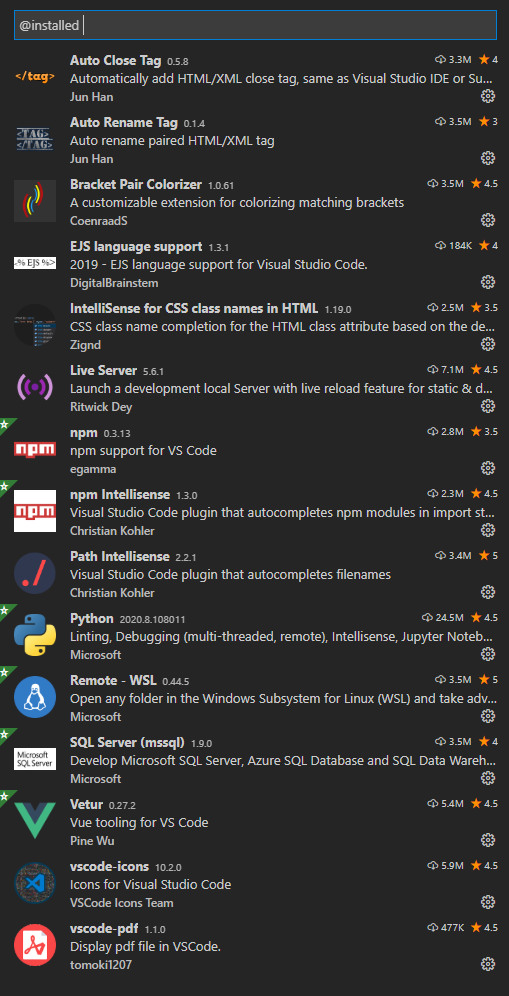 @installed
Auto Close Tag 0.5.8 3.3M 4
</tag> Automatically add HTML/XML close tag, same as Visual Studio IDE or Su...
Jun Han
Auto Rename Tag 0.1.4 3.5M 3
<TAG> </TAG> Auto rename paired HTML/XML tag
Jun Han
Bracket Pair Colorizer 1.0.61 3.5M 4.5
A customizable extension for colorizing matching brackets
CoenraadS
EJS language support 1.3.1 184K 4
<% EJS %> 2019 - EJS language support for Visual Studio Code.
DigitalBrainstem
IntelliSense for CSS class names in HTML 1.19.0 2.5M 3.5
CSS class name completion for the HTML class attribute based on the de...
Zignd
Live Server 5.6.1 7.1M 4.5
Launch a development local Server with live reload feature for static & d...
Ritwick Dey
npm 0.3.13 2.8M 3.5
npm npm support for VS Code
egamma
npm Intellisense 1.3.0 2.3M 4.5
npm Visual Studio Code plugin that autocompletes npm modules in import st...
Christian Kohler
Path Intellisense 2.2.1 3.4M 5
./ Visual Studio Code plugin that autocompletes filenames
Christian Kohler
Python 2020.8.108011 24.5M 4.5
Linting, Debugging (multi-threaded, remote), Intellisense, Jupyter Noteb...
Microsoft
Remote - WSL 0.44.5 3.5M 5
Open any folder in the Windows Subsystem for Linux (WSL) and take adv...
Microsoft
SQL Server (mssql) 1.9.0 3.5M 4
Microsoft SQL Server Develop Microsoft SQL Server, Azure SQL Database and SQL Data Wareh...
Microsoft
Vetur 0.27.2 5.4M 4.5
Vue tooling for VS Code
Pine Wu
vscode-icons 10.2.0 5.9M 4.5
Icons for Visual Studio Code
VSCode Icons Team
vscode-pdf 1.1.0 477K 4.5
Display pdf file in VSCode.
tomoki1207